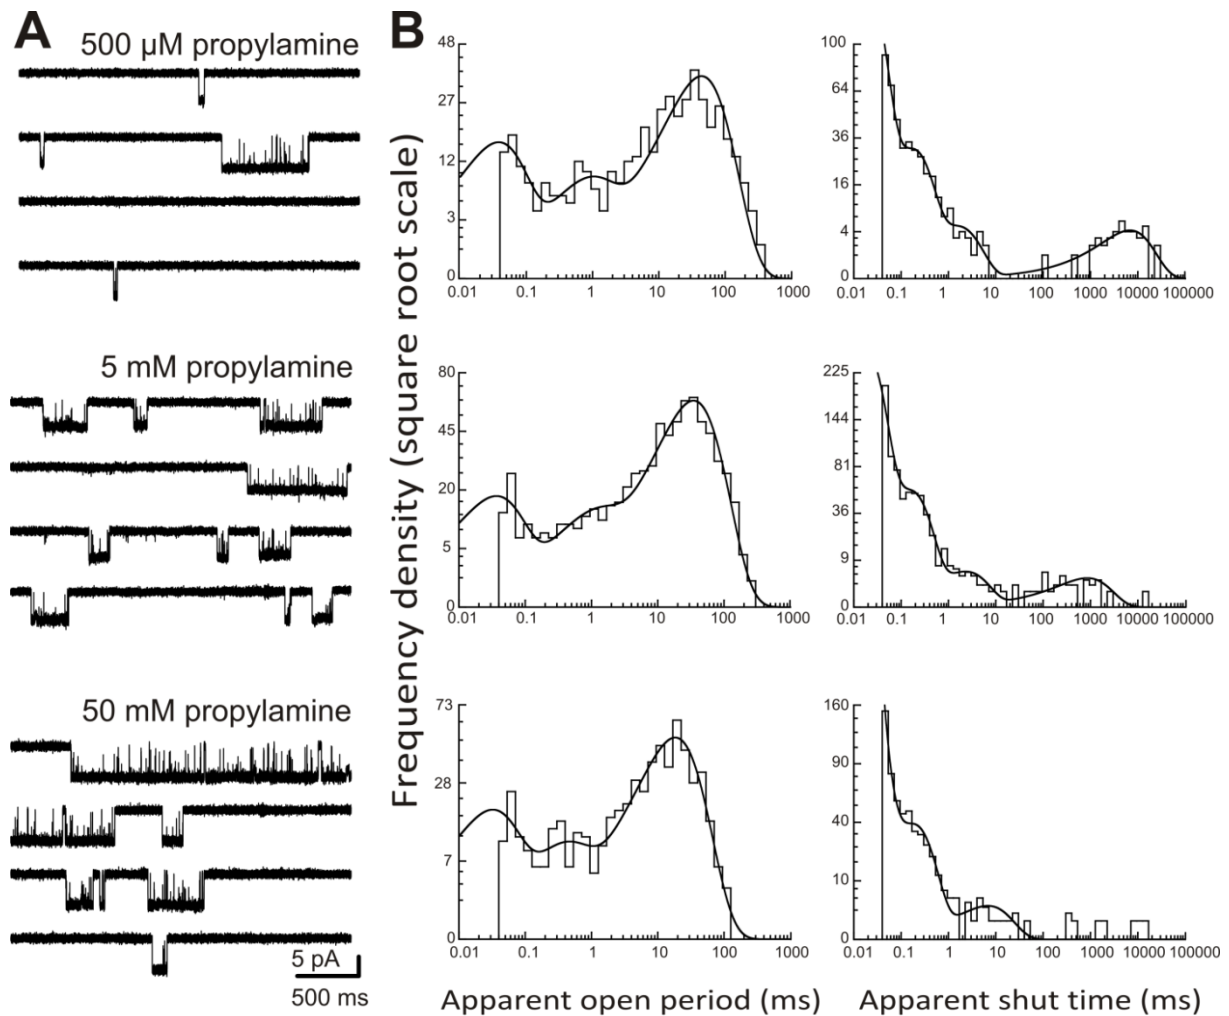 A
500 µM propylamine
5 mM propylamine
50 mM propylamine
5 pA
500 ms
B
Frequency density (square root scale)
48
27
12
3
0
0.01 0.1 1 10 100 1000
100
64
36
16
4
0
0.01 0.1 1 10 100 1000 10000 100000
80
45
20
5
0
0.01 0.1 1 10 100 1000
225
144
81
36
9
0
0.01 0.1 1 10 100 1000 10000 100000
73
28
7
0
0.01 0.1 1 10 100 1000
160
90
40
10
0
0.01 0.1 1 10 100 1000 10000 100000
Apparent open period (ms)
Apparent shut time (ms)